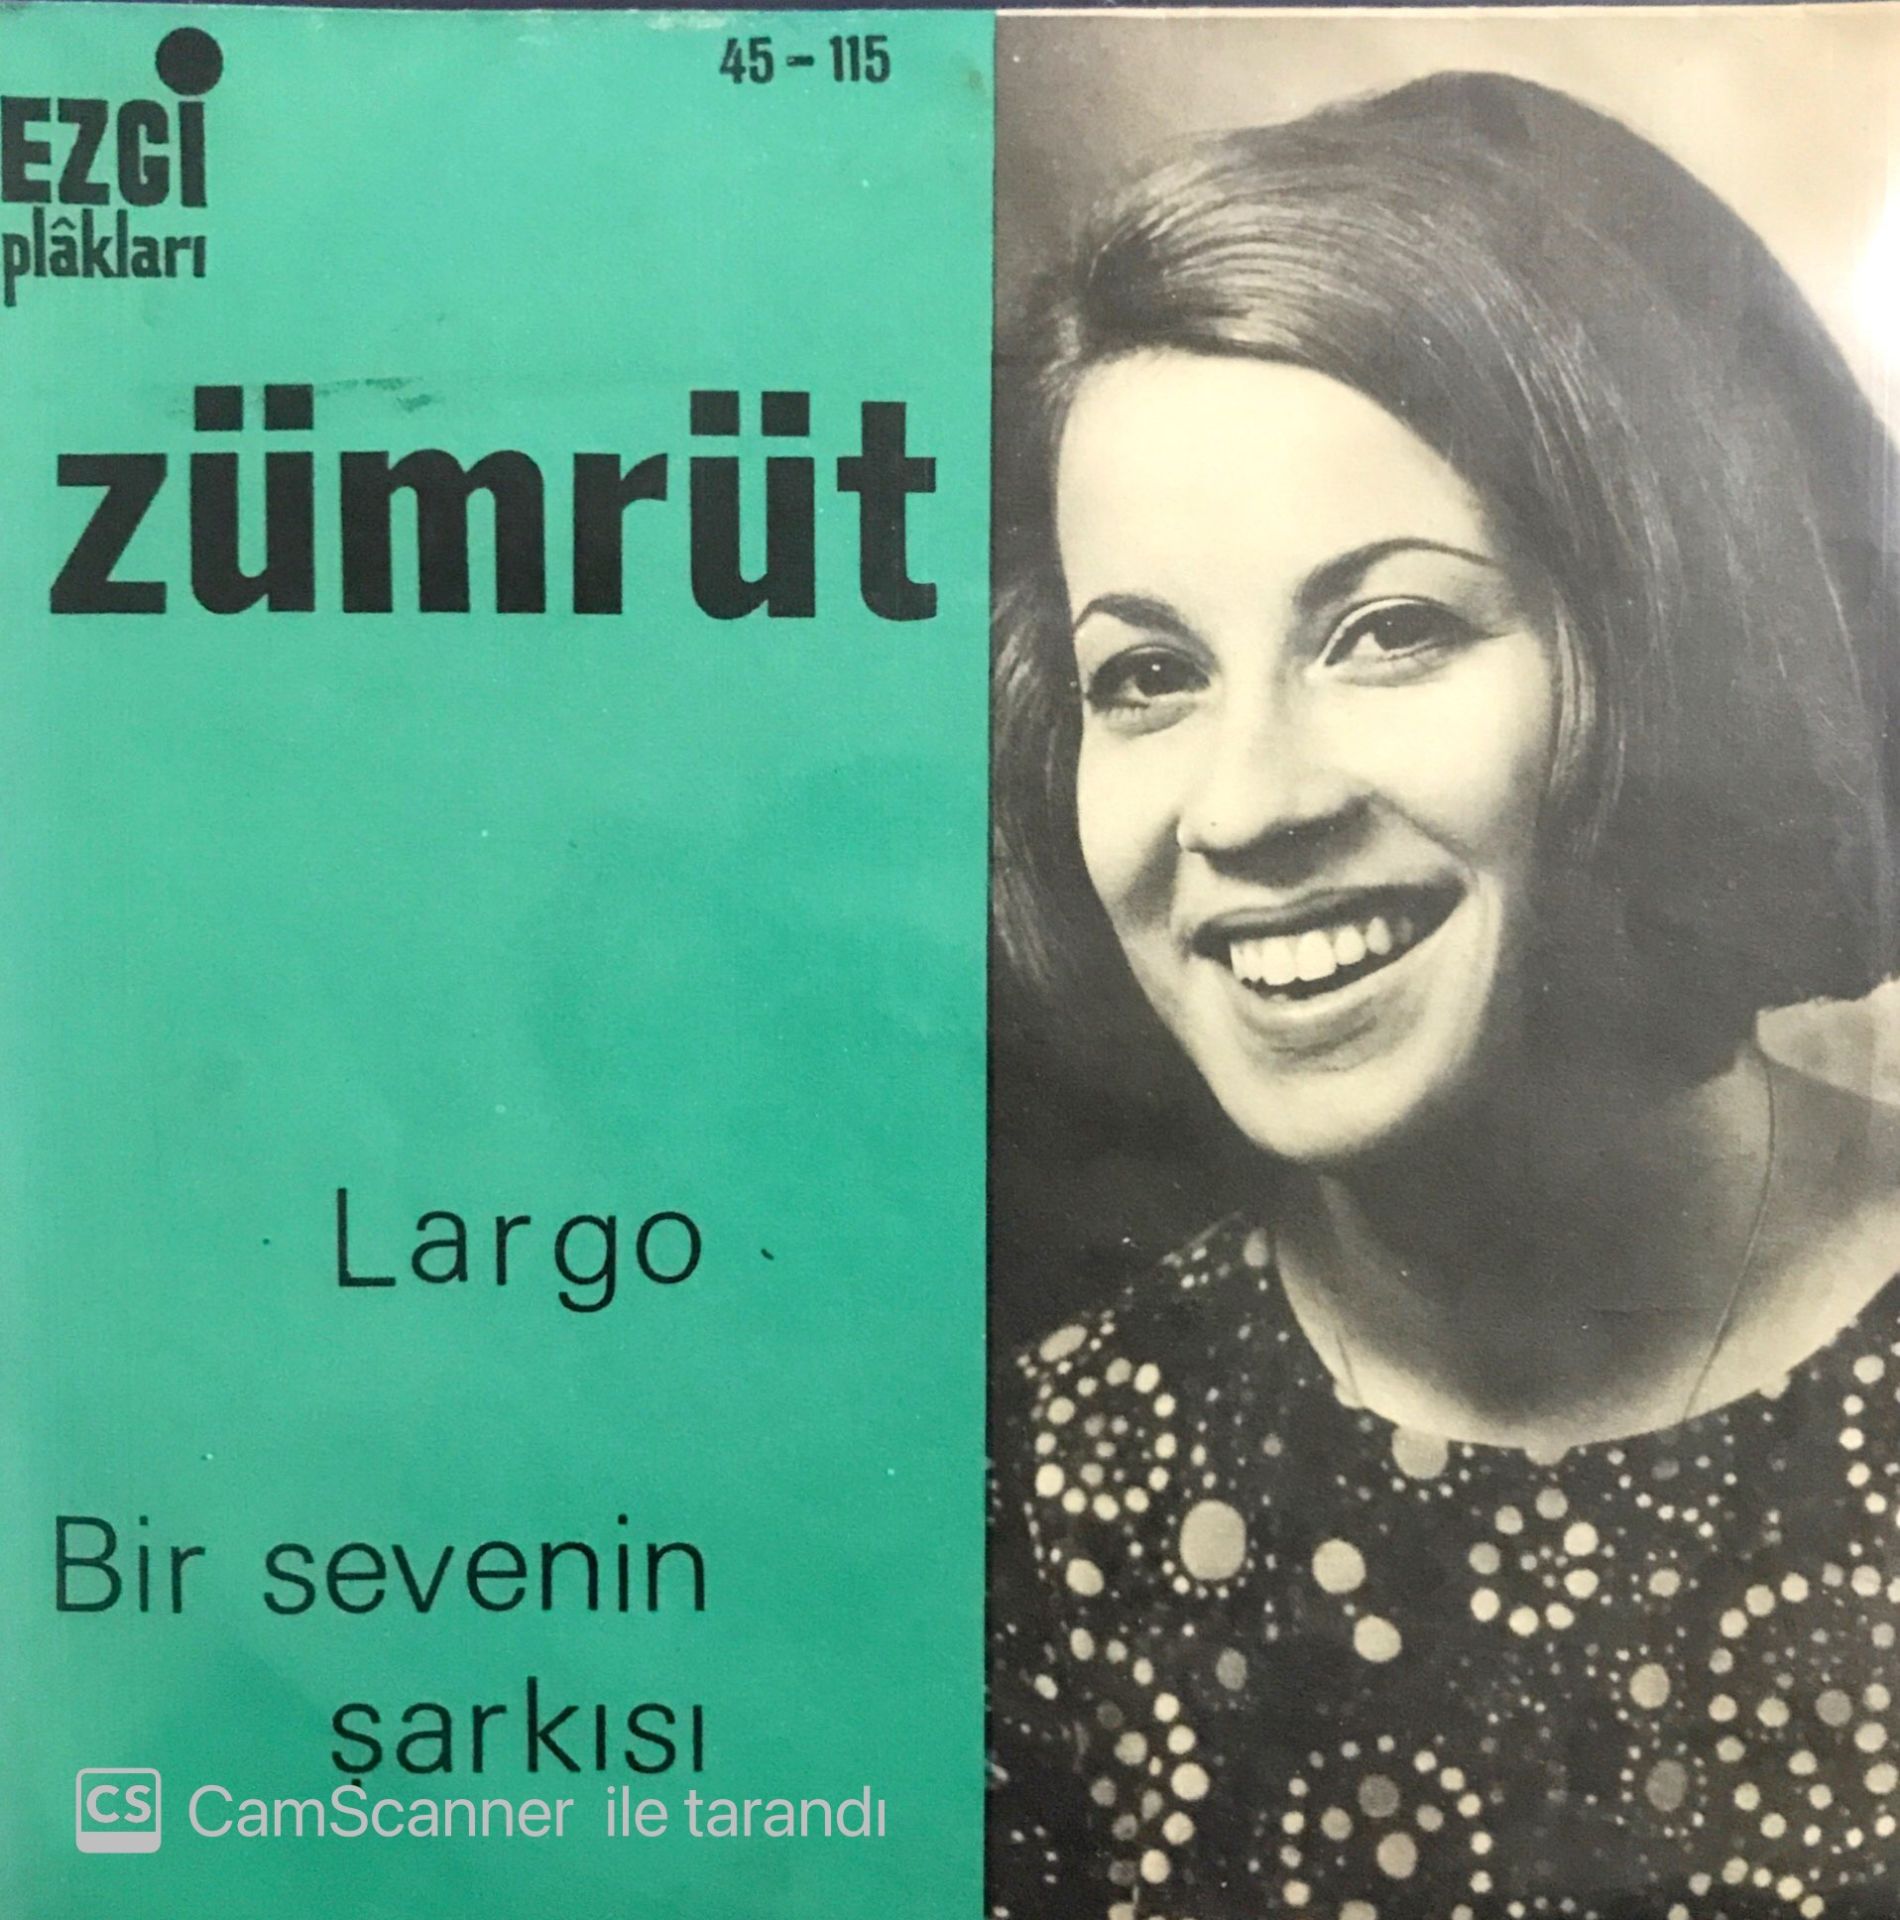 EZGİ
plâkları
45 - 115
zümrüt
Largo
Bir sevenin
şarkısı
CS CamScanner ile tarandı